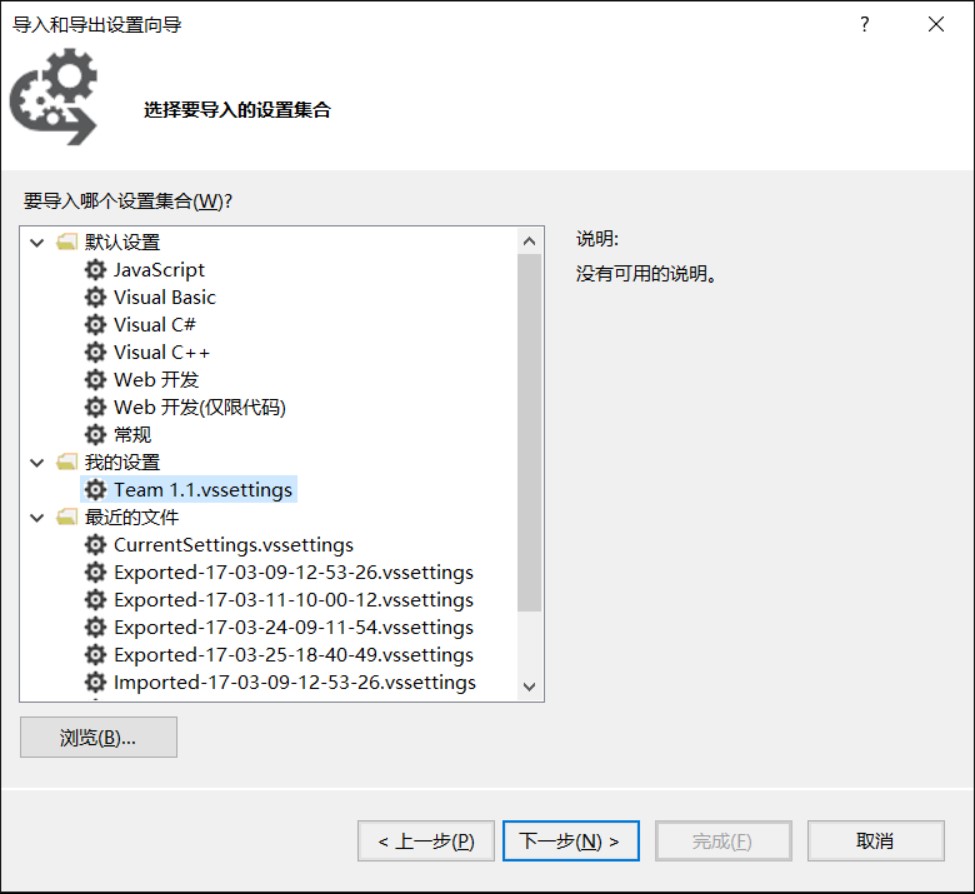 导入和导出设置向导
?
选择要导入的设置集合
要导入哪个设置集合(W)?
默认设置
JavaScript
Visual Basic
Visual C#
Visual C++
Web 开发
Web 开发(仅限代码)
常规
我的设置
Team 1.1.vssettings
最近的文件
CurrentSettings.vssettings
Exported-17-03-09-12-53-26.vssettings
Exported-17-03-11-10-00-12.vssettings
Exported-17-03-24-09-11-54.vssettings
Exported-17-03-25-18-40-49.vssettings
Imported-17-03-09-12-53-26.vssettings
说明:
没有可用的说明。
浏览(B)...
< 上一步(P)
下一步(N) >
完成(F)
取消